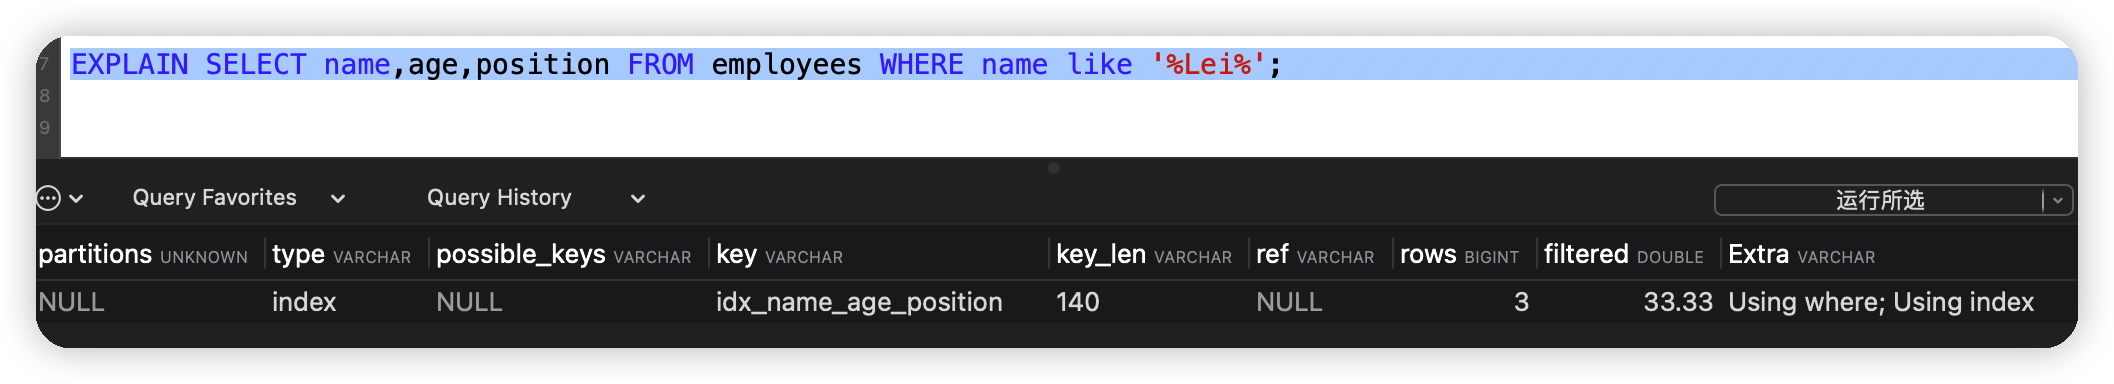 7 EXPLAIN SELECT name,age,position FROM employees WHERE name like '%Lei%';
8
9
Query Favorites Query History 运行所选
partitions UNKNOWN type VARCHAR possible_keys VARCHAR key VARCHAR key_len VARCHAR ref VARCHAR rows BIGINT filtered DOUBLE Extra VARCHAR
NULL index NULL idx_name_age_position 140 NULL 3 33.33 Using where; Using index